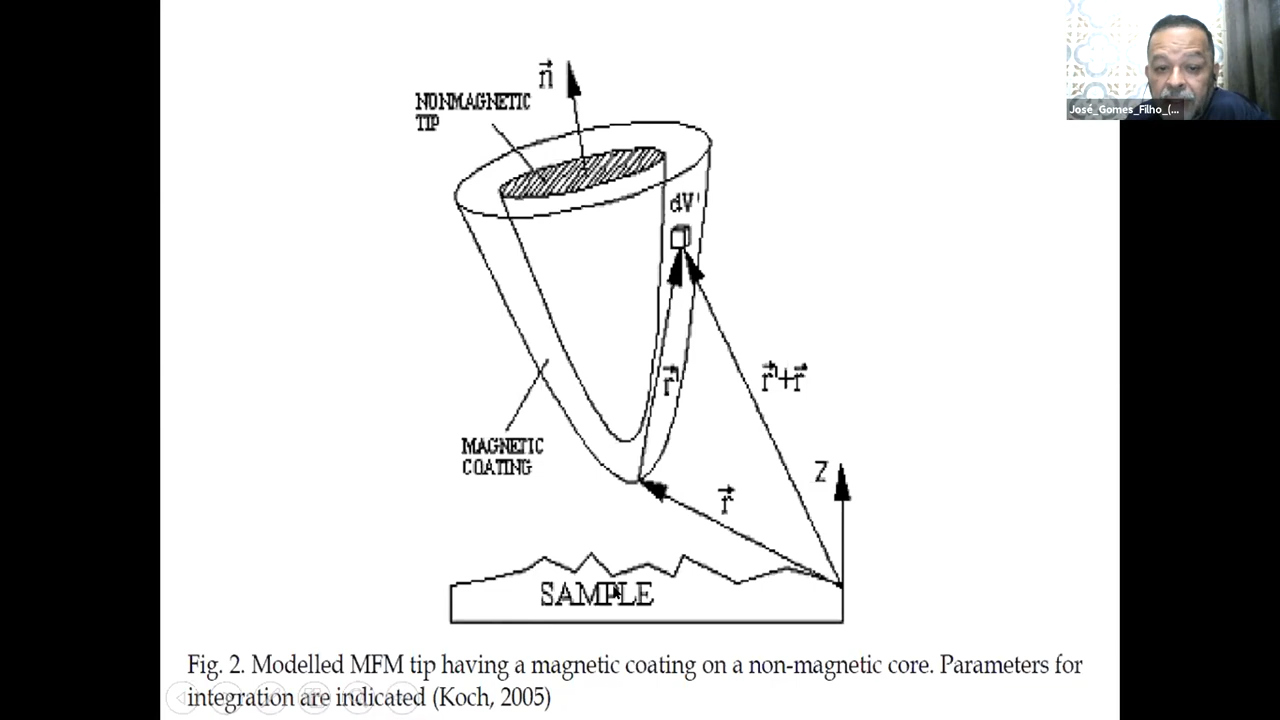 José_Gomes_Filho_(...
n
NONMAGNETIC
TIP
dV'
r'+r
r'
MAGNETIC
COATING
Z
r
SAMPLE
Fig. 2. Modelled MFM tip having a magnetic coating on a non-magnetic core. Parameters for
integration are indicated (Koch, 2005)